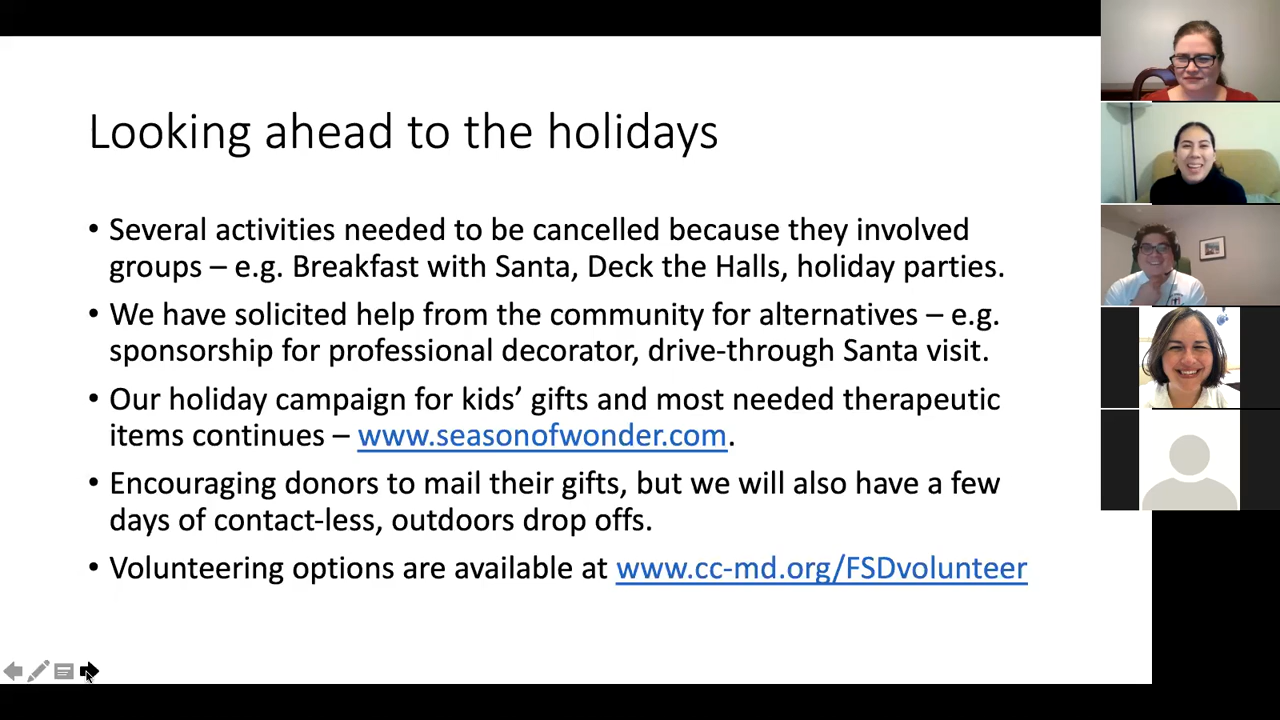 Looking ahead to the holidays
• Several activities needed to be cancelled because they involved
groups – e.g. Breakfast with Santa, Deck the Halls, holiday parties.
• We have solicited help from the community for alternatives – e.g.
sponsorship for professional decorator, drive-through Santa visit.
• Our holiday campaign for kids’ gifts and most needed therapeutic
items continues – www.seasonofwonder.com.
• Encouraging donors to mail their gifts, but we will also have a few
days of contact-less, outdoors drop offs.
• Volunteering options are available at www.cc-md.org/FSDvolunteer